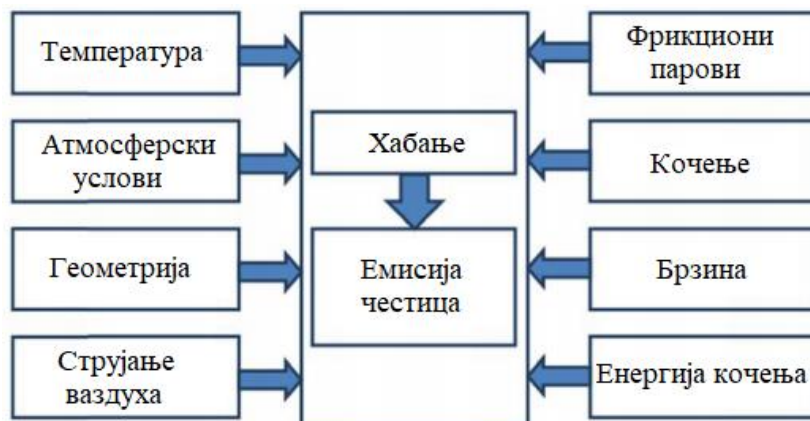 Температура
Атмосферски
услови
Геометрија
Струјање
ваздуха
Хабање
Емисија
честица
Фрикциони
парови
Кочење
Брзина
Енергија кочења